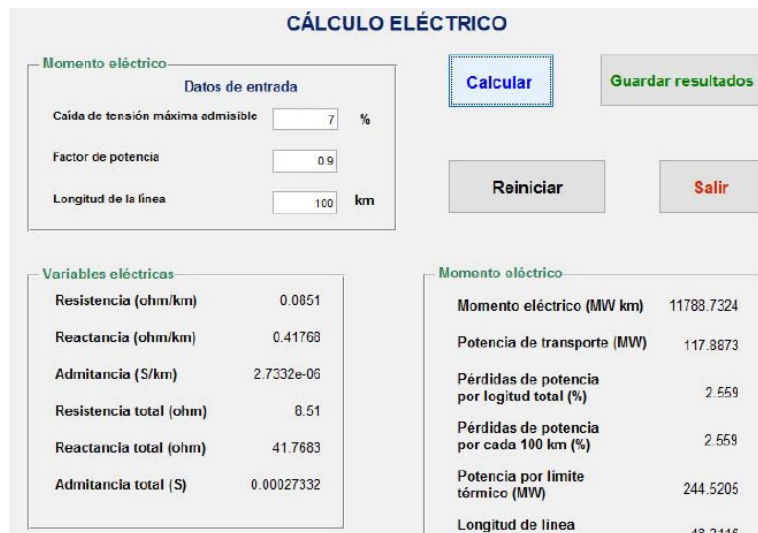 CÁLCULO ELÉCTRICO
Momento eléctrico
Datos de entrada
Caída de tensión máxima admisible 7 %
Factor de potencia 0.9
Longitud de la línea 100 km
Calcular
Guardar resultados
Reiniciar
Salir
Variables eléctricas
Resistencia (ohm/km) 0.0851
Reactancia (ohm/km) 0.41768
Admitancia (S/km) 2.7332e-06
Resistencia total (ohm) 8.51
Reactancia total (ohm) 41.7683
Admitancia total (S) 0.00027332
Momento eléctrico
Momento eléctrico (MW km) 11788.7324
Potencia de transporte (MW) 117.8873
Pérdidas de potencia
por logitud total (%) 2.559
Pérdidas de potencia
por cada 100 km (%) 2.559
Potencia por límite
térmico (MW) 244.5205
Longitud de línea